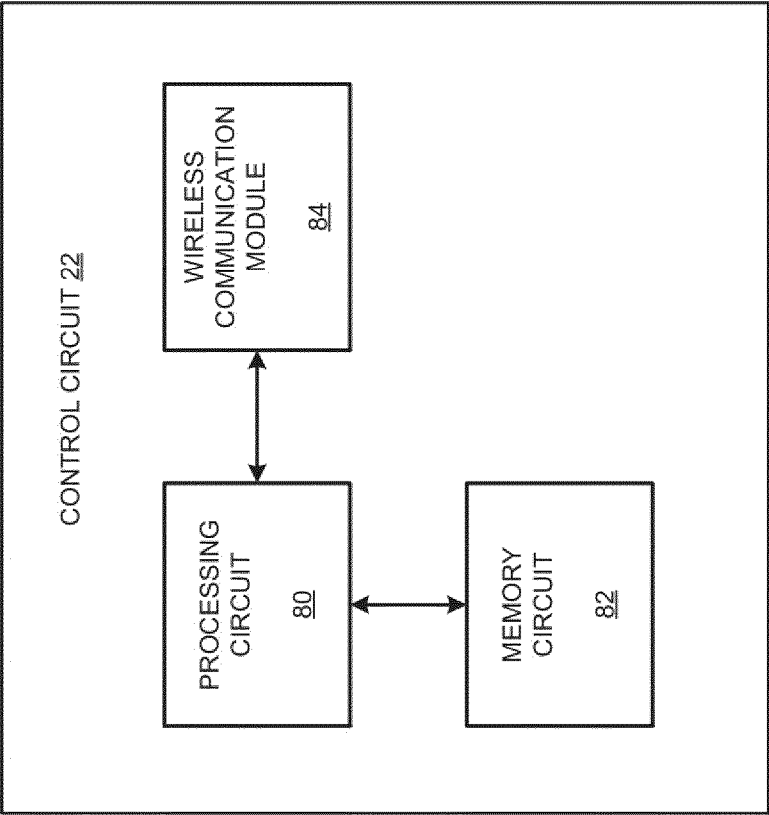 CONTROL CIRCUIT 22
PROCESSING
CIRCUIT
80
WIRELESS
COMMUNICATION
MODULE
84
MEMORY
CIRCUIT
82